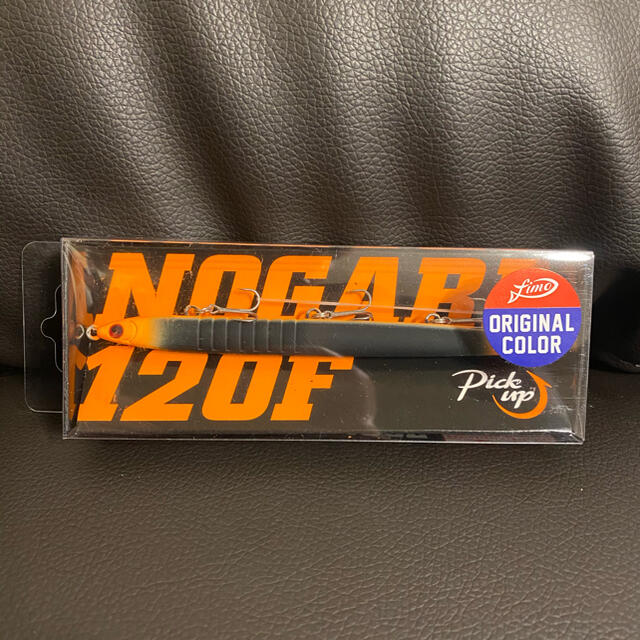 NOGARE
120F
fimo
ORIGINAL
COLOR
Pick
up